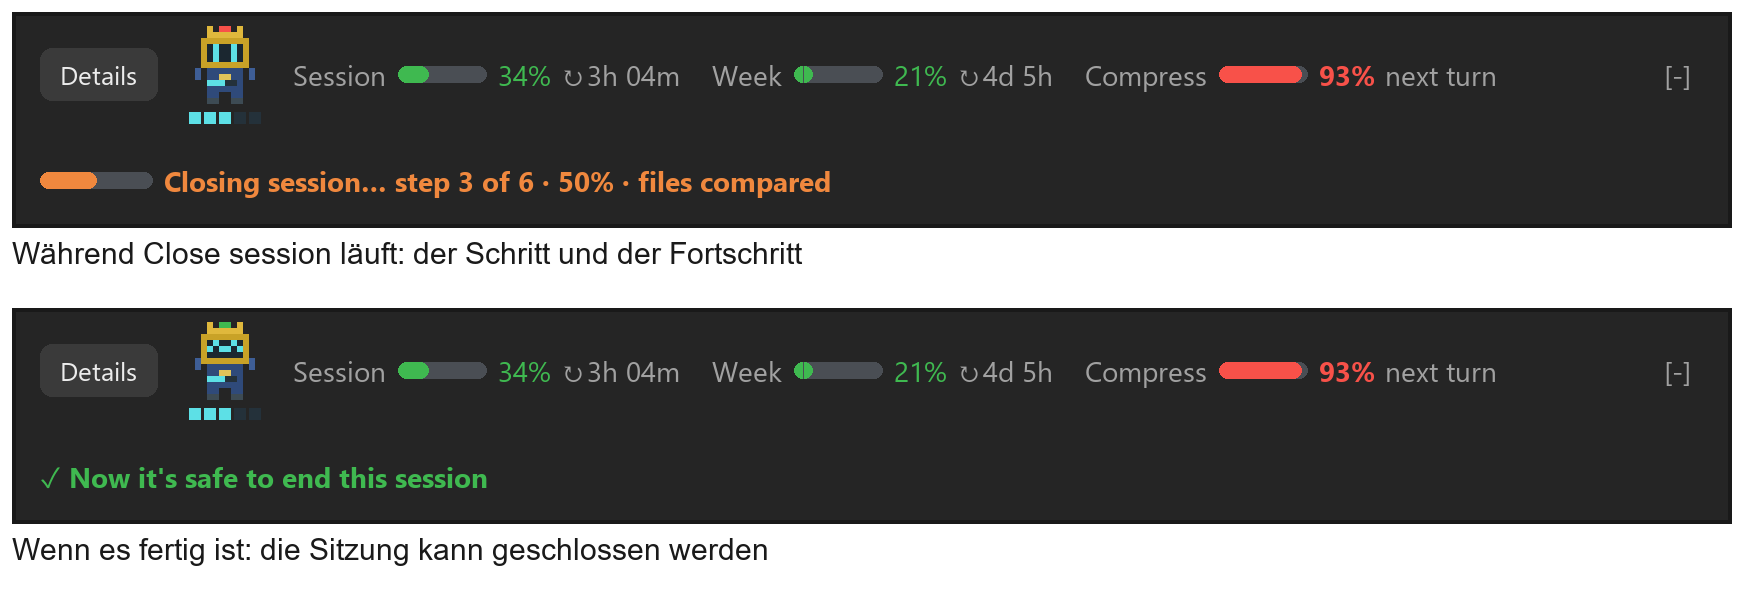 Details Session 34% ↻3h 04m Week 21% ↻4d 5h Compress 93% next turn [-]
Closing session... step 3 of 6 · 50% · files compared
Während Close session läuft: der Schritt und der Fortschritt
Details Session 34% ↻3h 04m Week 21% ↻4d 5h Compress 93% next turn [-]
✓ Now it's safe to end this session
Wenn es fertig ist: die Sitzung kann geschlossen werden